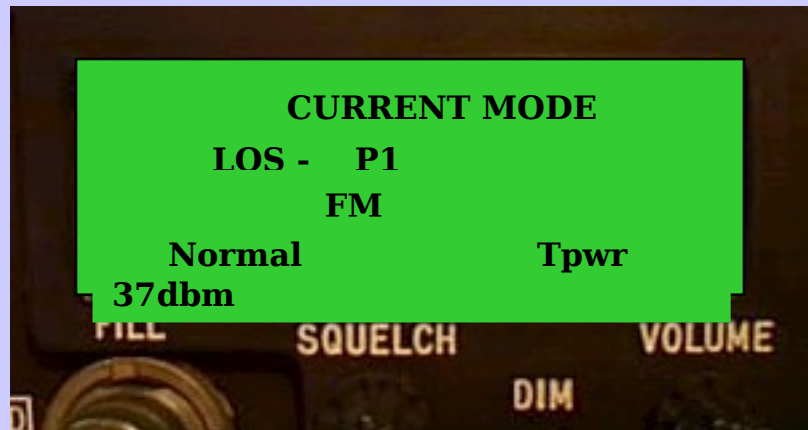 CURRENT MODE
LOS - P1
FM
Normal Tpwr
37dbm
FILL
SQUELCH
VOLUME
DIM